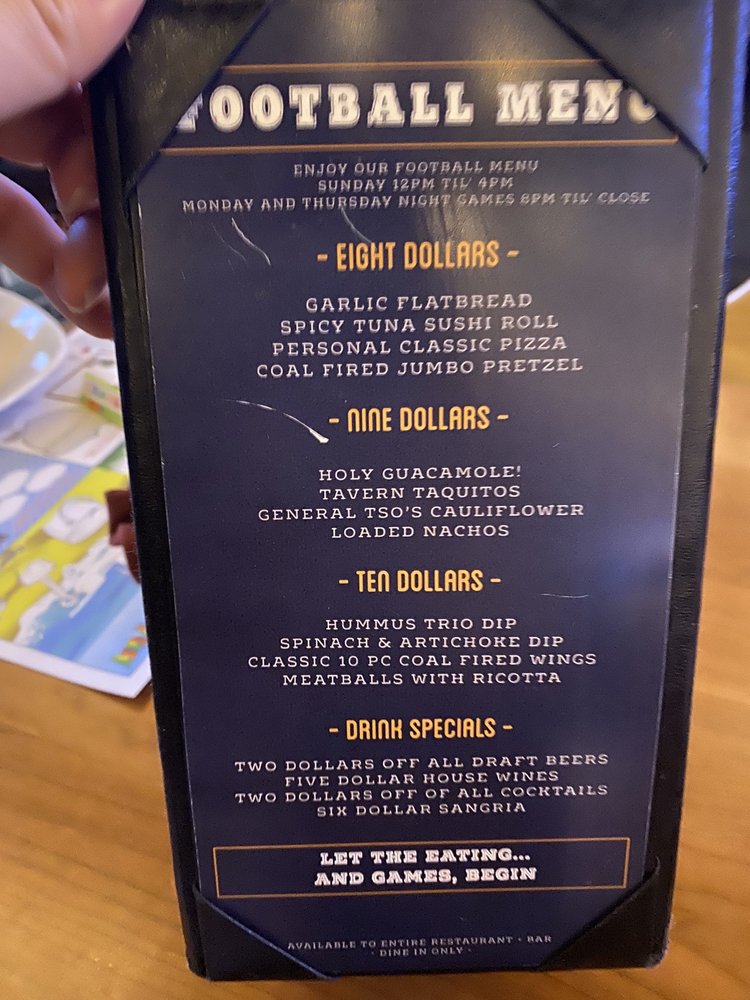 FOOTBALL MENU
ENJOY OUR FOOTBALL MENU
SUNDAY 12PM TIL' 4PM
MONDAY AND THURSDAY NIGHT GAMES 8PM TIL' CLOSE
- EIGHT DOLLARS -
GARLIC FLATBREAD
SPICY TUNA SUSHI ROLL
PERSONAL CLASSIC PIZZA
COAL FIRED JUMBO PRETZEL
- NINE DOLLARS -
HOLY GUACAMOLE!
TAVERN TAQUITOS
GENERAL TSO'S CAULIFLOWER
LOADED NACHOS
- TEN DOLLARS -
HUMMUS TRIO DIP
SPINACH & ARTICHOKE DIP
CLASSIC 10 PC COAL FIRED WINGS
MEATBALLS WITH RICOTTA
- DRINK SPECIALS -
TWO DOLLARS OFF ALL DRAFT BEERS
FIVE DOLLAR HOUSE WINES
TWO DOLLARS OFF OF ALL COCKTAILS
SIX DOLLAR SANGRIA
LET THE EATING...
AND GAMES, BEGIN
AVAILABLE TO ENTIRE RESTAURANT - BAR
- DINE IN ONLY -